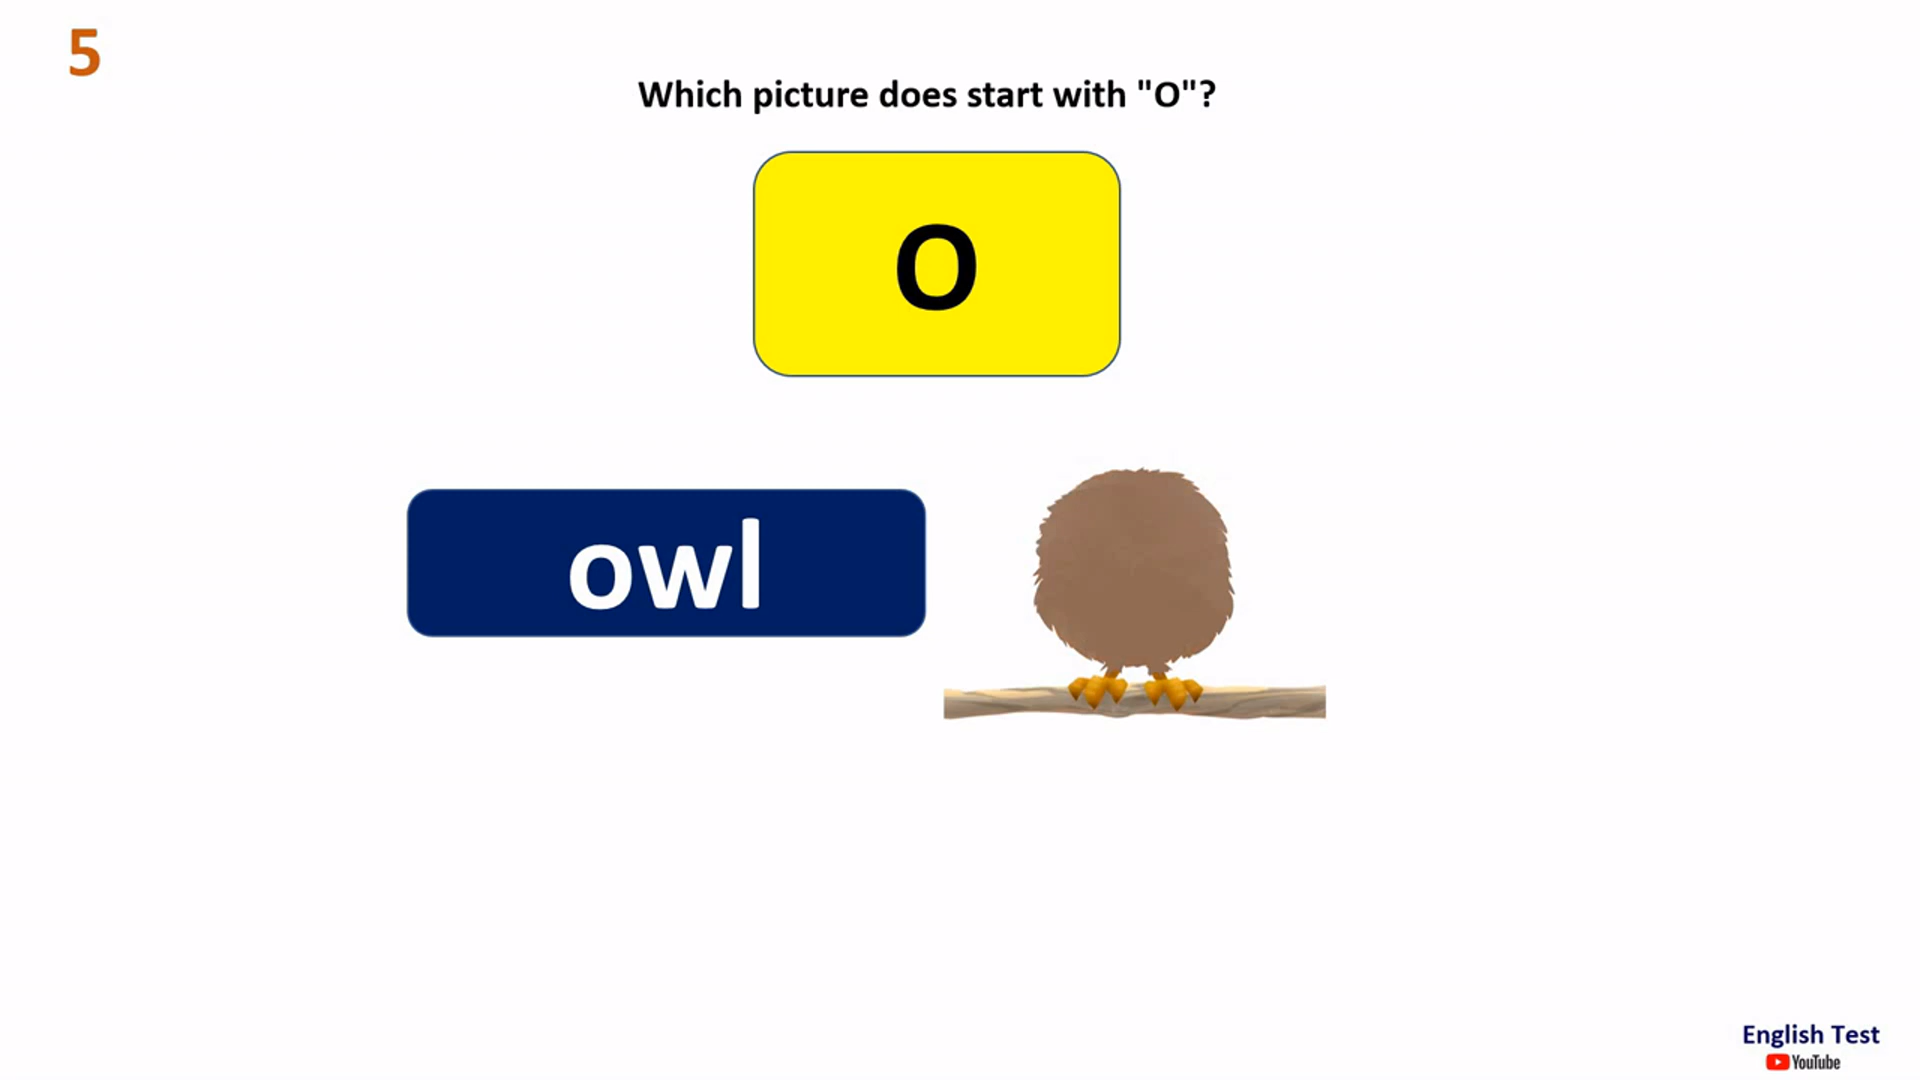 5
Which picture does start with "O"?
O
owl
English Test
YouTube